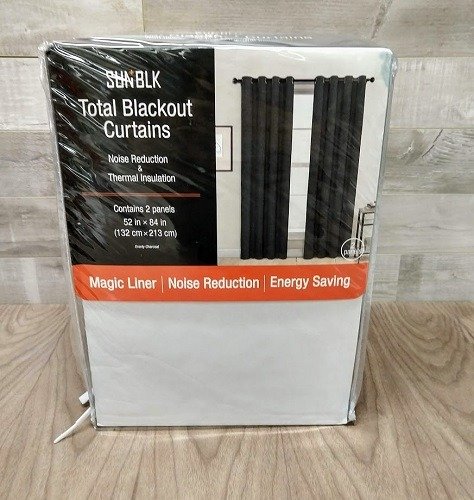 SUNBLK
Total Blackout
Curtains
Noise Reduction
&
Thermal Insulation
Contains 2 panels
52 in × 84 in
(132 cm × 213 cm)
Charcoal
Magic Liner | Noise Reduction | Energy Saving